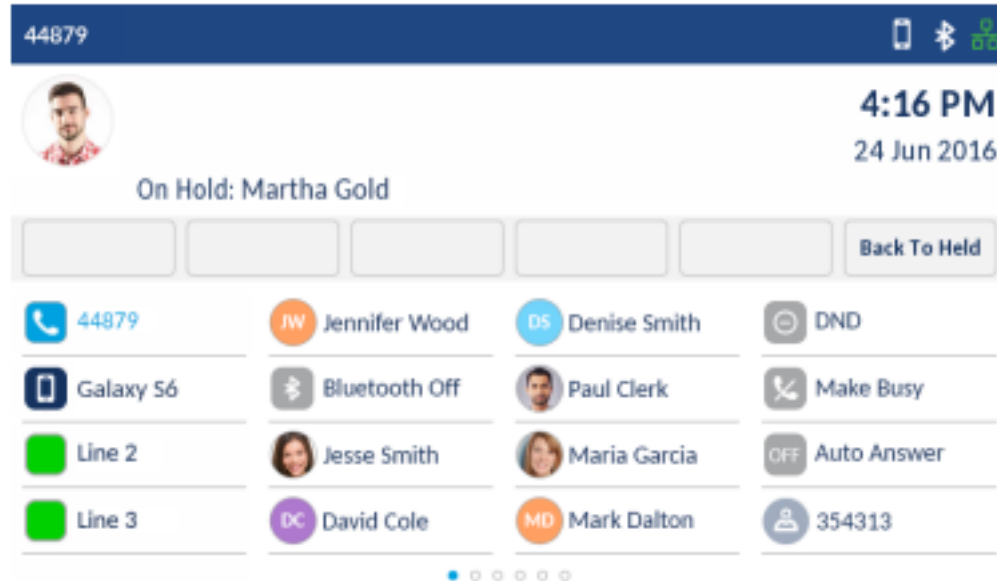 44879
4:16 PM
24 Jun 2016
On Hold: Martha Gold
Back To Held
44879 JW Jennifer Wood DS Denise Smith DND
Galaxy S6 Bluetooth Off Paul Clerk Make Busy
Line 2 Jesse Smith Maria Garcia OFF Auto Answer
Line 3 DC David Cole MD Mark Dalton 354313